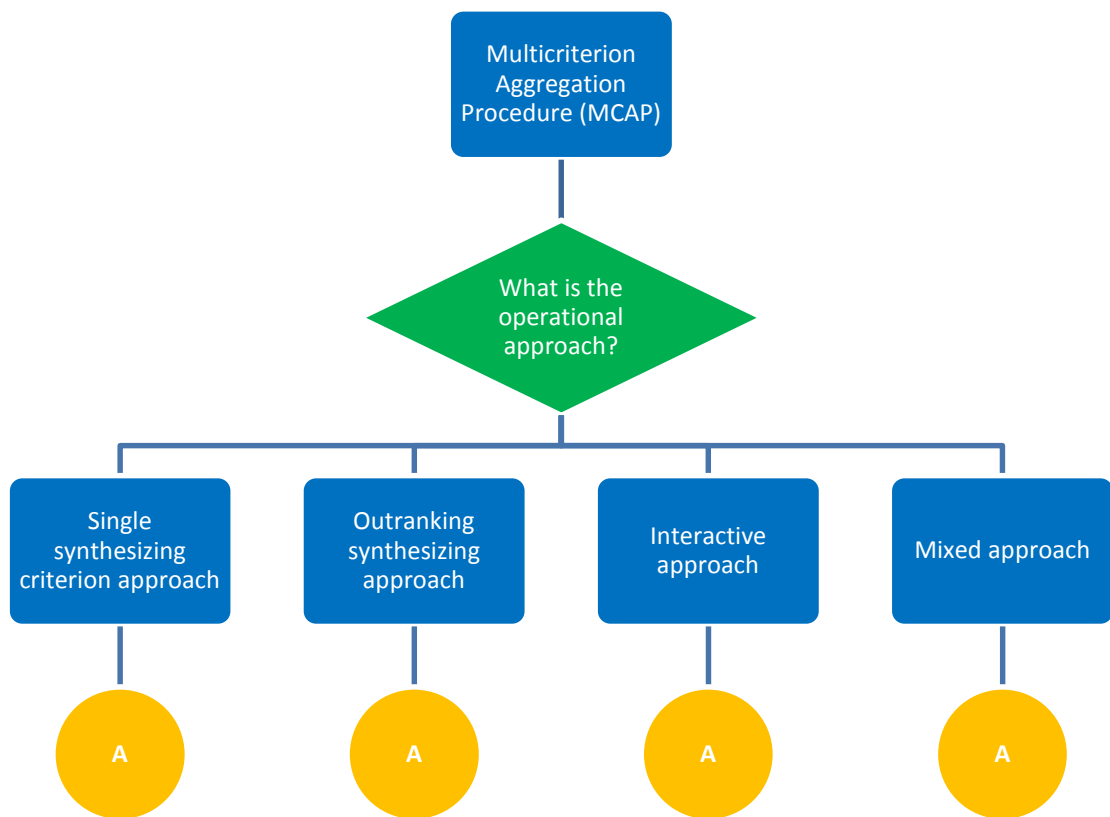 Multicriterion
Aggregation
Procedure (MCAP)
What is the
operational
approach?
Single
synthesizing
criterion approach
Outranking
synthesizing
approach
Interactive
approach
Mixed approach
A
A
A
A